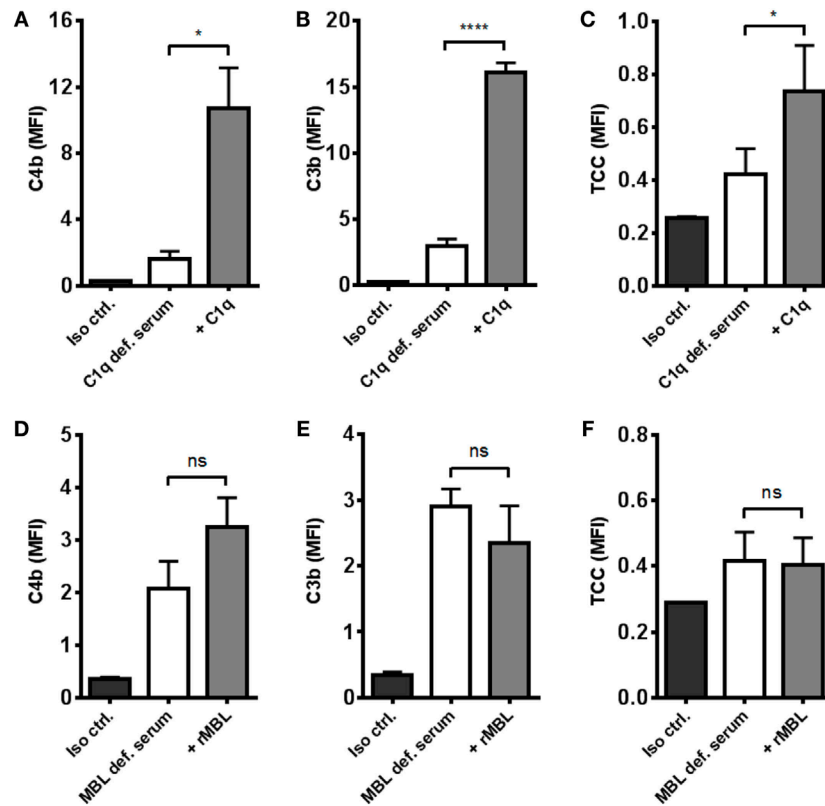 A
C4b (MFI)
16
12
8
4
0
*
Iso ctrl.
C1q def. serum
+ C1q
B
C3b (MFI)
20
15
10
5
0
****
Iso ctrl.
C1q def. serum
+ C1q
C
TCC (MFI)
1.0
0.8
0.6
0.4
0.2
0.0
*
Iso ctrl.
C1q def. serum
+ C1q
D
C4b (MFI)
5
4
3
2
1
0
ns
Iso ctrl.
MBL def. serum
+ rMBL
E
C3b (MFI)
4
3
2
1
0
ns
Iso ctrl.
MBL def. serum
+ rMBL
F
TCC (MFI)
0.8
0.6
0.4
0.2
0.0
ns
Iso ctrl.
MBL def. serum
+ rMBL